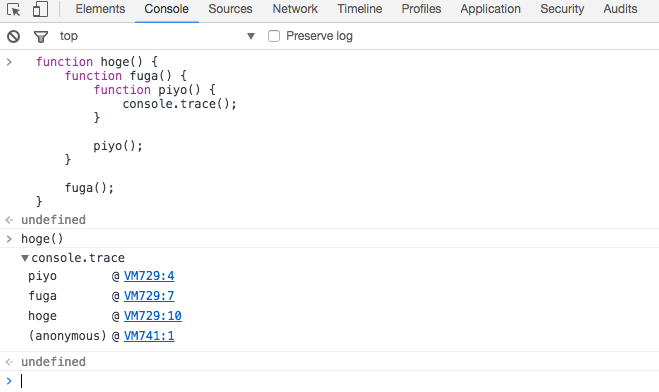 Elements Console Sources Network Timeline Profiles Application Security Audits
top ▼ Preserve log
> function hoge() {
function fuga() {
function piyo() {
console.trace();
}
piyo();
}
fuga();
}
undefined
> hoge()
▼console.trace
piyo @ VM729:4
fuga @ VM729:7
hoge @ VM729:10
(anonymous) @ VM741:1
undefined
>